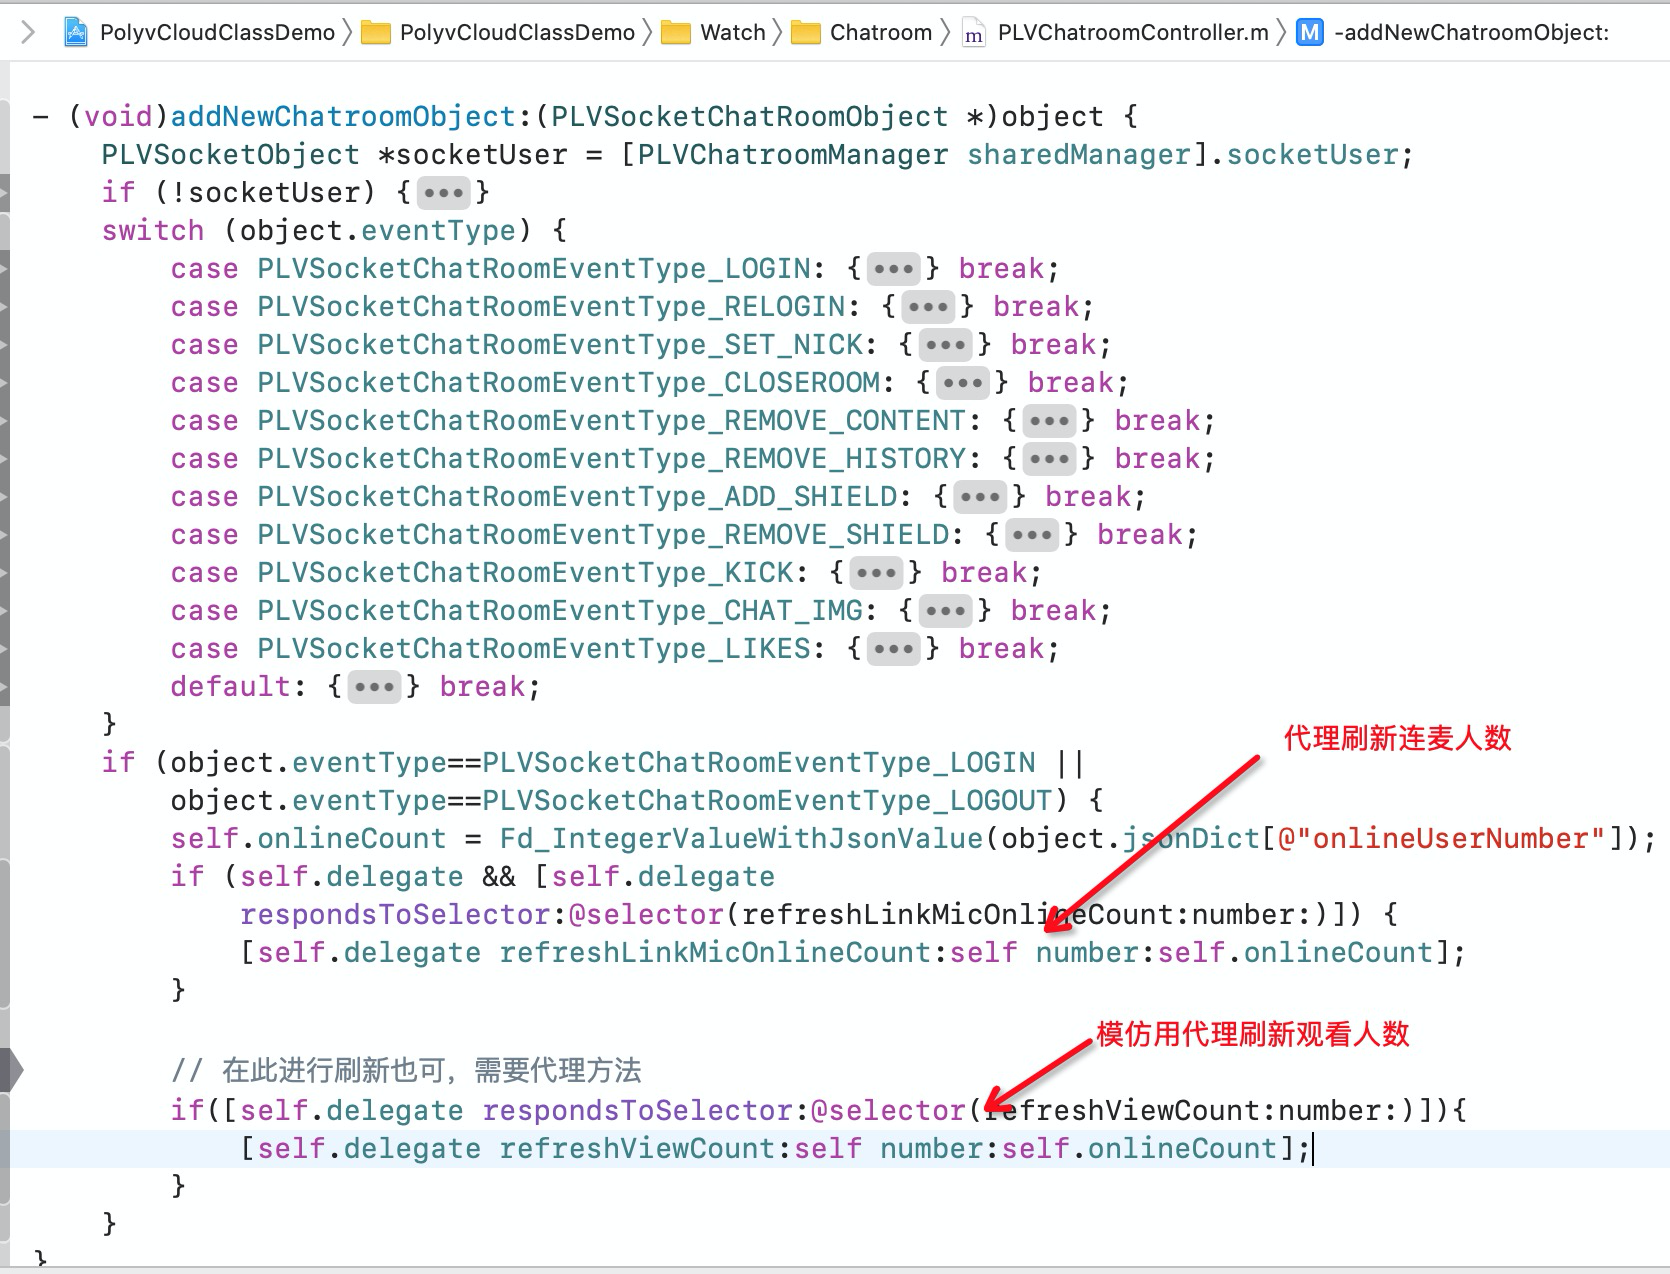 PolyvCloudClassDemo PolyvCloudClassDemo Watch Chatroom m PLVChatroomController.m M -addNewChatroomObject:
- (void)addNewChatroomObject:(PLVSocketChatRoomObject *)object {
PLVSocketObject *socketUser = [PLVChatroomManager sharedManager].socketUser;
if (!socketUser) {•••}
switch (object.eventType) {
case PLVSocketChatRoomEventType_LOGIN: {•••} break;
case PLVSocketChatRoomEventType_RELOGIN: {•••} break;
case PLVSocketChatRoomEventType_SET_NICK: {•••} break;
case PLVSocketChatRoomEventType_CLOSEROOM: {•••} break;
case PLVSocketChatRoomEventType_REMOVE_CONTENT: {•••} break;
case PLVSocketChatRoomEventType_REMOVE_HISTORY: {•••} break;
case PLVSocketChatRoomEventType_ADD_SHIELD: {•••} break;
case PLVSocketChatRoomEventType_REMOVE_SHIELD: {•••} break;
case PLVSocketChatRoomEventType_KICK: {•••} break;
case PLVSocketChatRoomEventType_CHAT_IMG: {•••} break;
case PLVSocketChatRoomEventType_LIKES: {•••} break;
default: {•••} break;
}
代理刷新连麦人数
if (object.eventType==PLVSocketChatRoomEventType_LOGIN ||
object.eventType==PLVSocketChatRoomEventType_LOGOUT) {
self.onlineCount = Fd_IntegerValueWithJsonValue(object.jsonDict[@"onlineUserNumber"]);
if (self.delegate && [self.delegate
respondsToSelector:@selector(refreshLinkMicOnlineCount:number:)]) {
[self.delegate refreshLinkMicOnlineCount:self number:self.onlineCount];
}
模仿用代理刷新观看人数
// 在此进行刷新也可，需要代理方法
if([self.delegate respondsToSelector:@selector(refreshViewCount:number:)]){
[self.delegate refreshViewCount:self number:self.onlineCount];
}
}
}